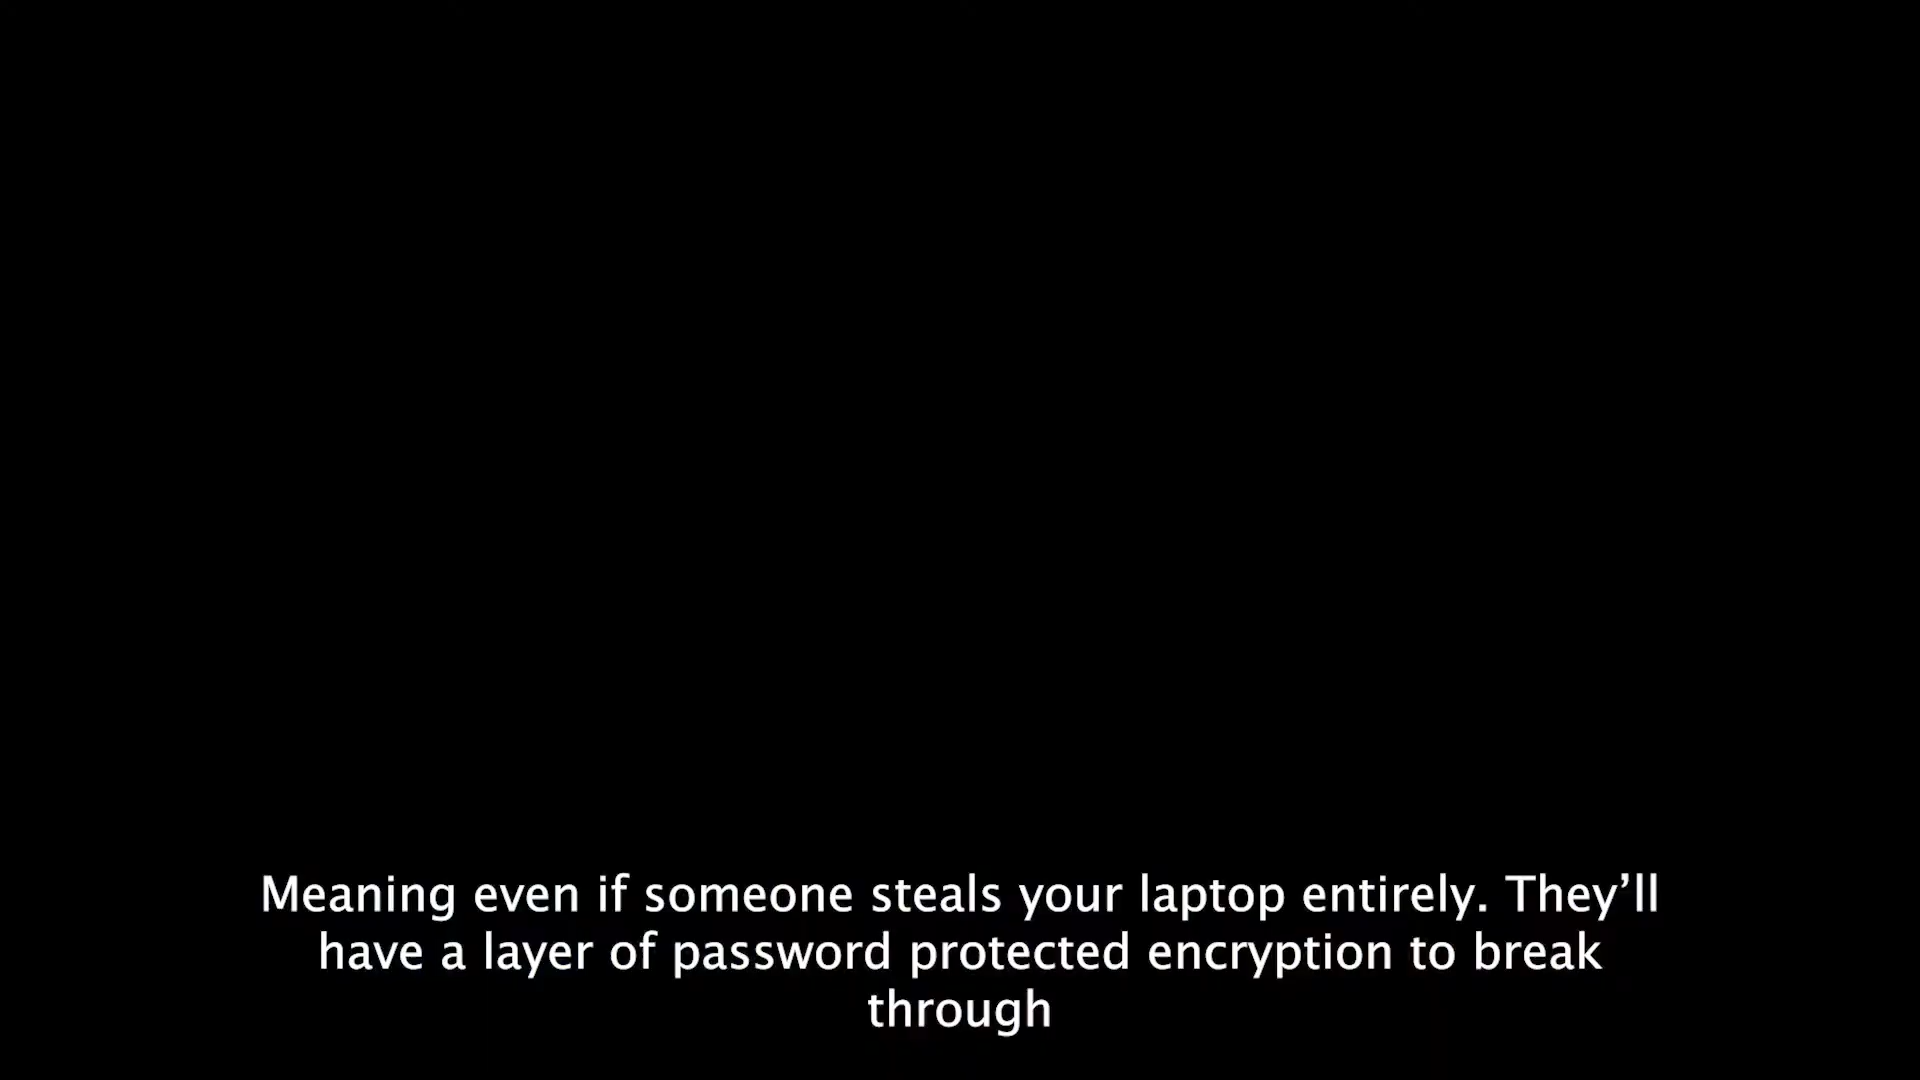 Meaning even if someone steals your laptop entirely. They’ll
have a layer of password protected encryption to break
through